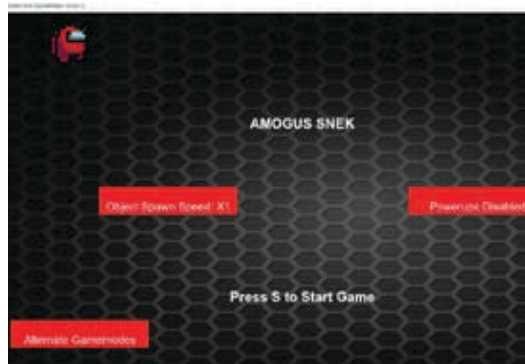 AMOGUS SNEK
Object Spawn Speed: X1
Powerups Disabled
Press S to Start Game
Alternate Gamemodes